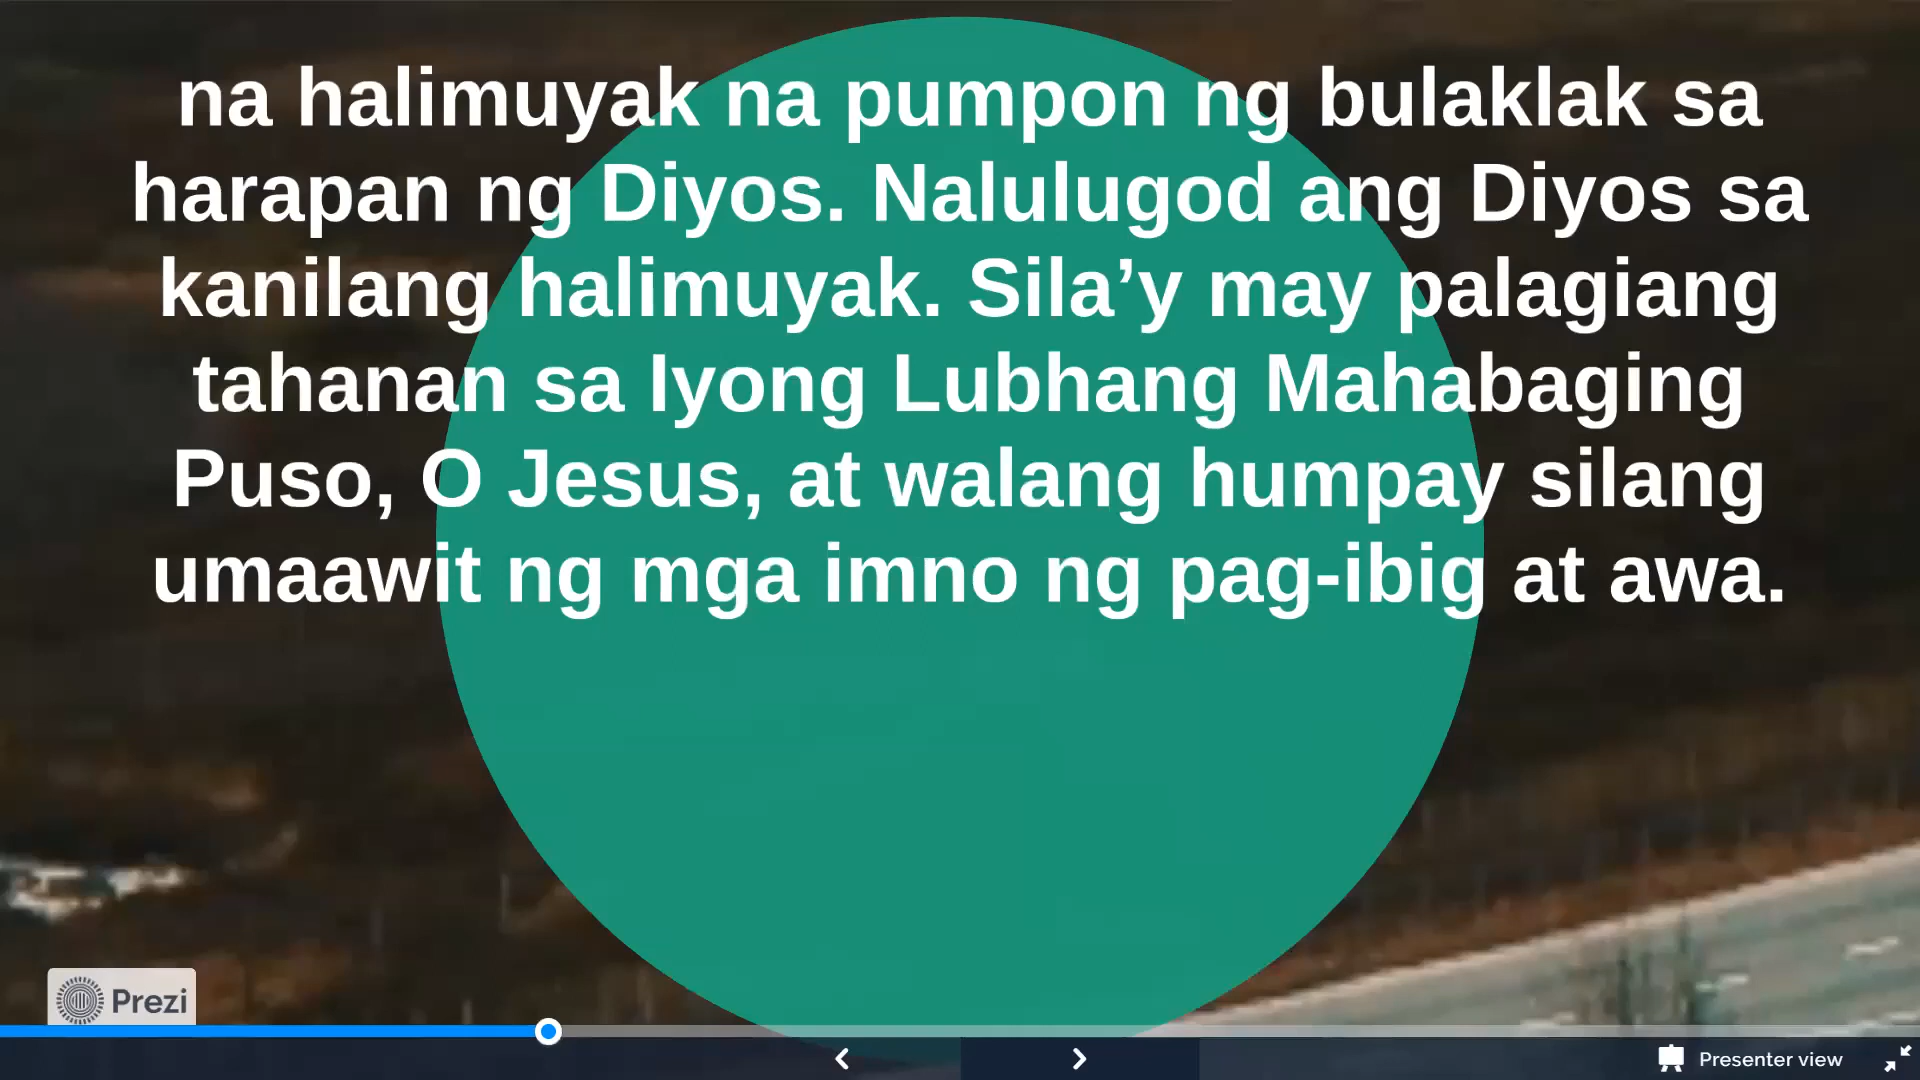 na halimuyak na pumpon ng bulaklak sa
harapan ng Diyos. Nalulugod ang Diyos sa
kanilang halimuyak. Sila’y may palagiang
tahanan sa Iyong Lubhang Mahabaging
Puso, O Jesus, at walang humpay silang
umaawit ng mga imno ng pag-ibig at awa.
Prezi
Presenter view